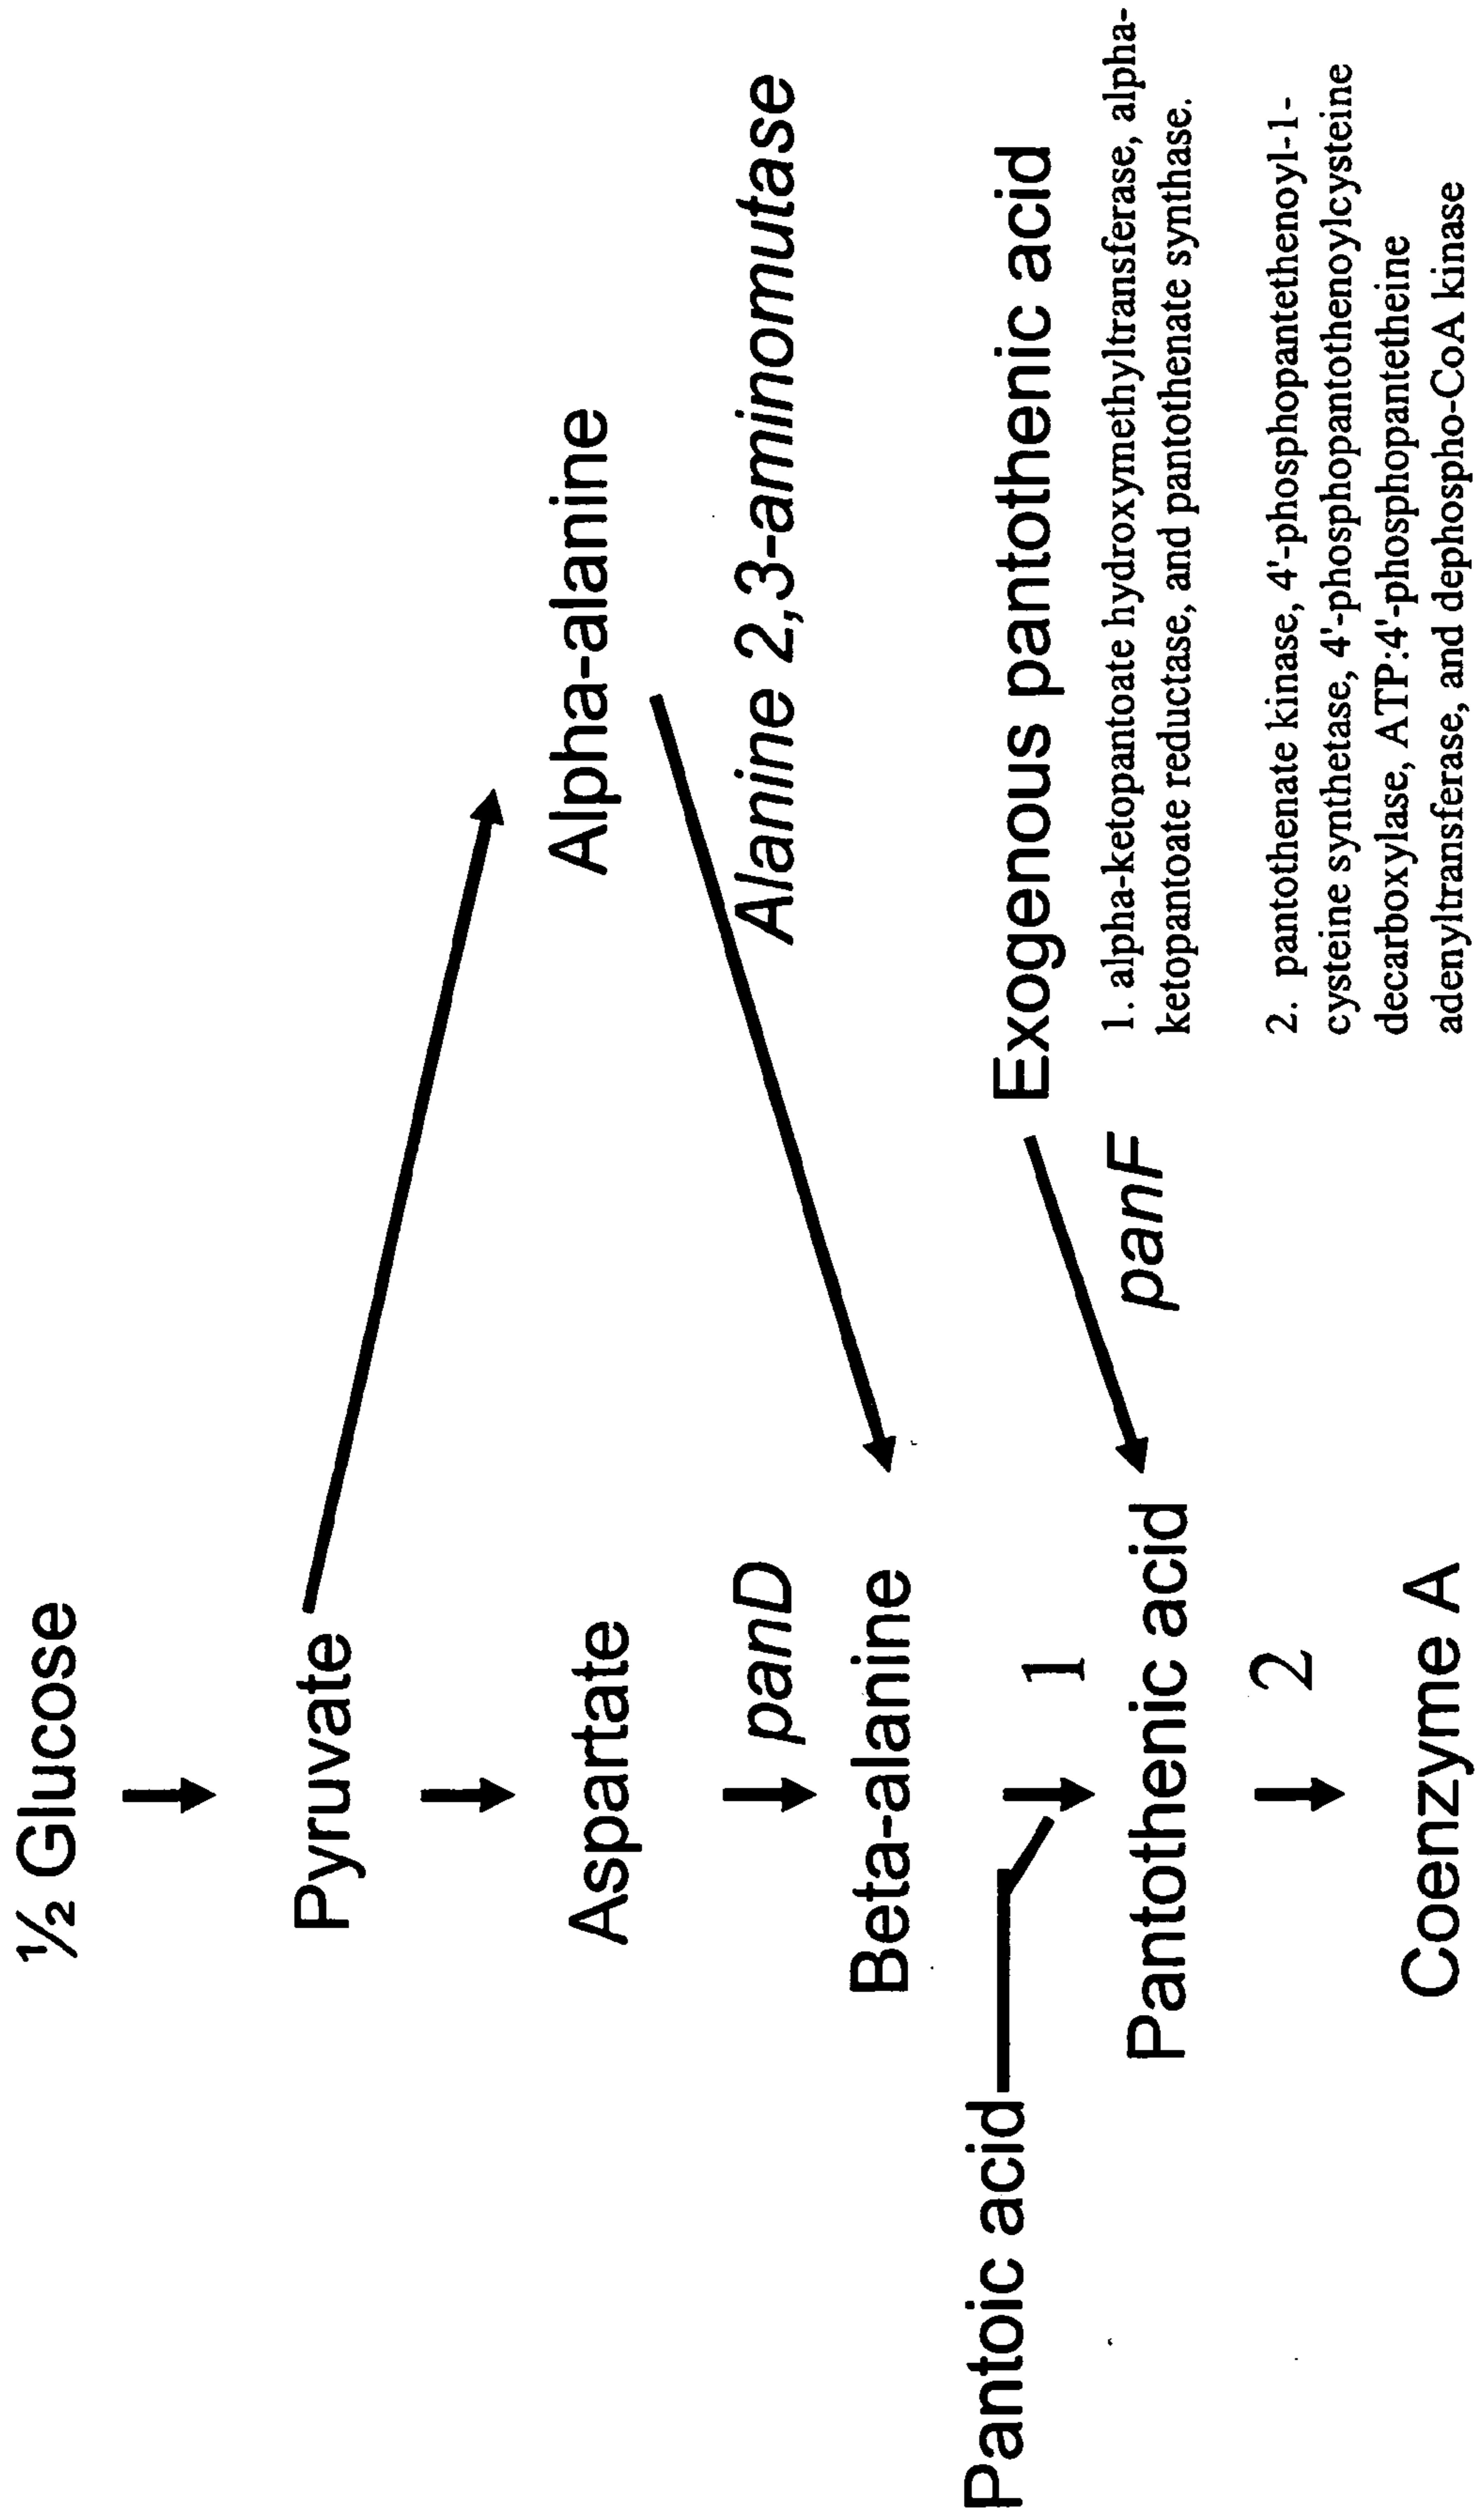 ½ Glucose
Pyruvate
Alpha-alanine
Aspartate
Alanine 2,3-aminomutase
panD
Beta-alanine
Pantoic acid
Exogenous pantothenic acid
1
panF
1. alpha-ketopantoate hydroxymethyltransferase, alpha-
ketopantoate reductase, and pantothenate synthase.
Pantothenic acid
2
2. pantothenate kinase, 4'-phosphopantethenoyl-1-
cysteine synthetase, 4'-phosphopantothenoylcysteine
decarboxylase, ATP:4'-phosphopantetheine
adenyltransferase, and dephospho-CoA kinase
Coenzyme A